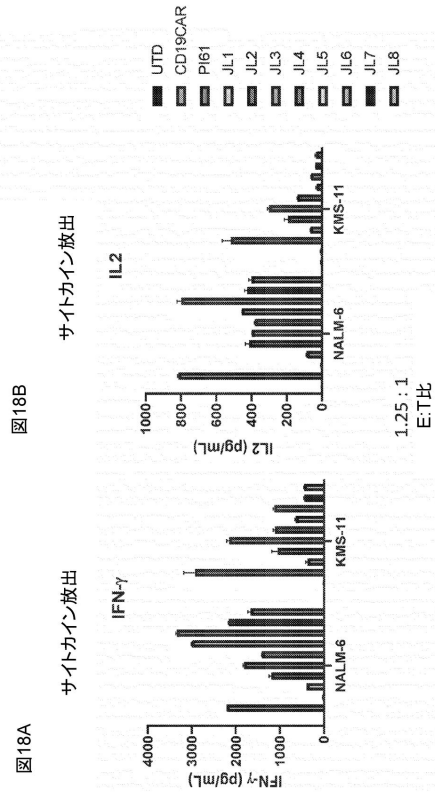 図18A
サイトカイン放出
IFN-γ
IFN-γ (pg/mL)
4000
3000
2000
1000
0
NALM-6
KMS-11
図18B
サイトカイン放出
IL2
IL2 (pg/mL)
1000
800
600
400
200
0
NALM-6
KMS-11
1.25 : 1
E:T比
UTD
CD19CAR
PI61
JL1
JL2
JL3
JL4
JL5
JL6
JL7
JL8